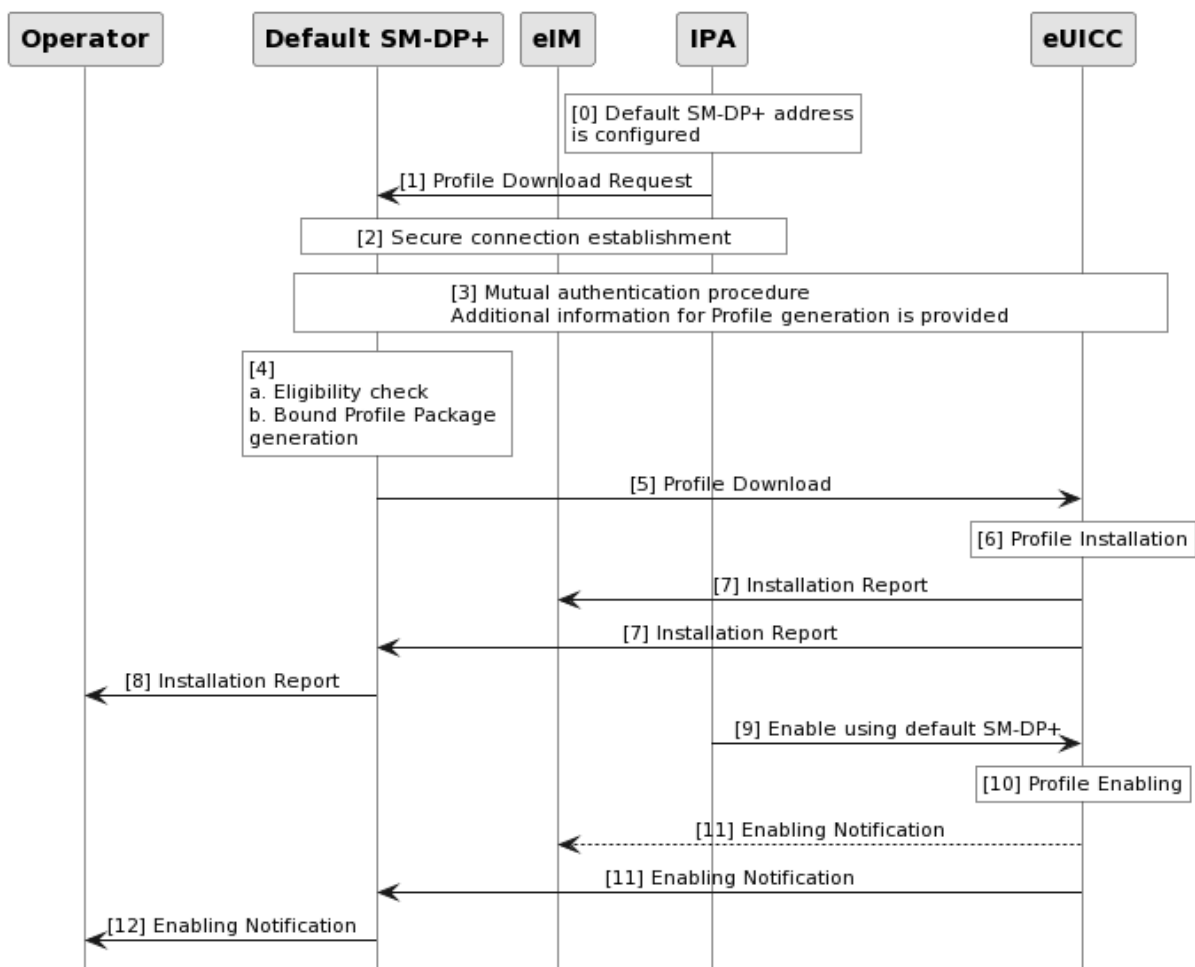 Operator
Default SM-DP+
eIM
IPA
eUICC
[0] Default SM-DP+ address
is configured
[1] Profile Download Request
[2] Secure connection establishment
[3] Mutual authentication procedure
Additional information for Profile generation is provided
[4]
a. Eligibility check
b. Bound Profile Package
generation
[5] Profile Download
[6] Profile Installation
[7] Installation Report
[7] Installation Report
[8] Installation Report
[9] Enable using default SM-DP+
[10] Profile Enabling
[11] Enabling Notification
[11] Enabling Notification
[12] Enabling Notification